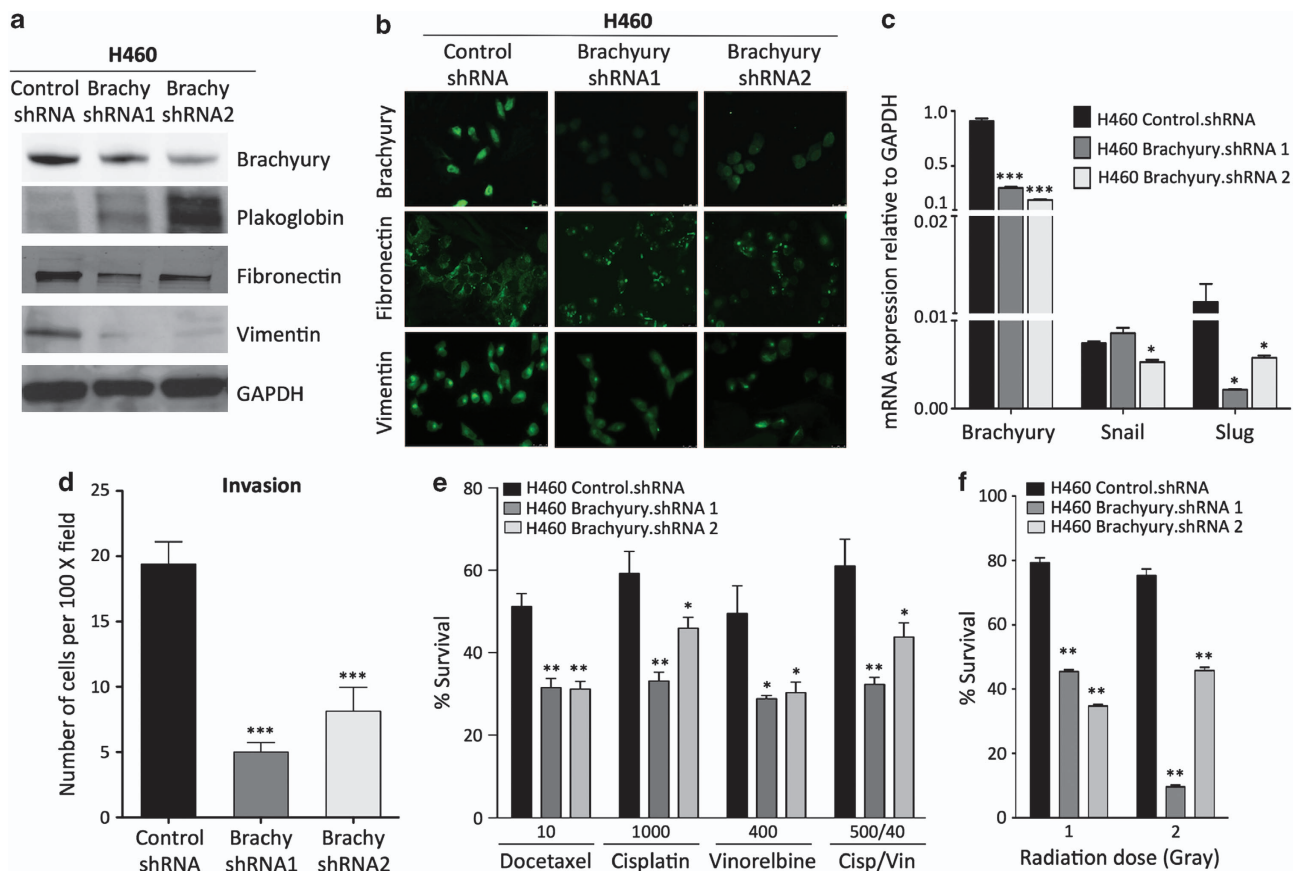 a
H460
Control Brachy Brachy
shRNA shRNA1 shRNA2
Brachyury
Plakoglobin
Fibronectin
Vimentin
GAPDH
b
H460
Control Brachyury Brachyury
shRNA shRNA1 shRNA2
Brachyury
Fibronectin
Vimentin
c
mRNA expression relative to GAPDH
1.0
0.5
0.1
0.02
0.01
0.00
H460 Control.shRNA
H460 Brachyury.shRNA 1
H460 Brachyury.shRNA 2
*** ***
*
* *
Brachyury Snail Slug
d
Invasion
Number of cells per 100 X field
25
20
15
10
5
0
***
***
Control Brachy Brachy
shRNA shRNA1 shRNA2
e
% Survival
80
60
40
20
0
H460 Control.shRNA
H460 Brachyury.shRNA 1
H460 Brachyury.shRNA 2
** **
** *
* *
** *
10 1000 400 500/40
Docetaxel Cisplatin Vinorelbine Cisp/Vin
f
% Survival
100
80
60
40
20
0
H460 Control.shRNA
H460 Brachyury.shRNA 1
H460 Brachyury.shRNA 2
** **
** **
1 2
Radiation dose (Gray)